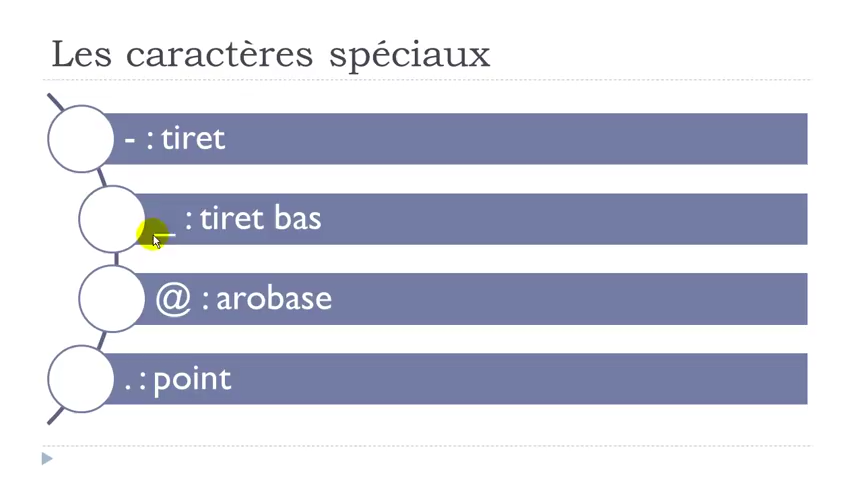 Les caractères spéciaux
- : tiret
_ : tiret bas
@ : arobase
. : point